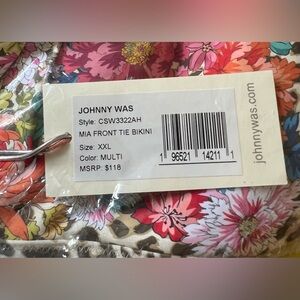 JOHNNY WAS
Style: CSW3322AH
MIA FRONT TIE BIKINI
Size: XXL
Color: MULTI
MSRP: $118
1 96521 14211 1
johnnywas.com